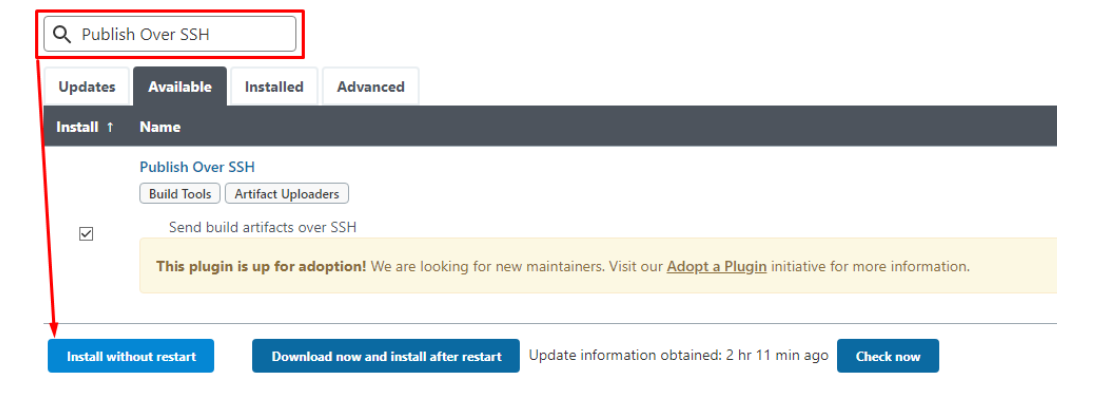 Publish Over SSH
Updates Available Installed Advanced
Install ↑ Name
Publish Over SSH
Build Tools Artifact Uploaders
Send build artifacts over SSH
This plugin is up for adoption! We are looking for new maintainers. Visit our Adopt a Plugin initiative for more information.
Install without restart Download now and install after restart Update information obtained: 2 hr 11 min ago Check now